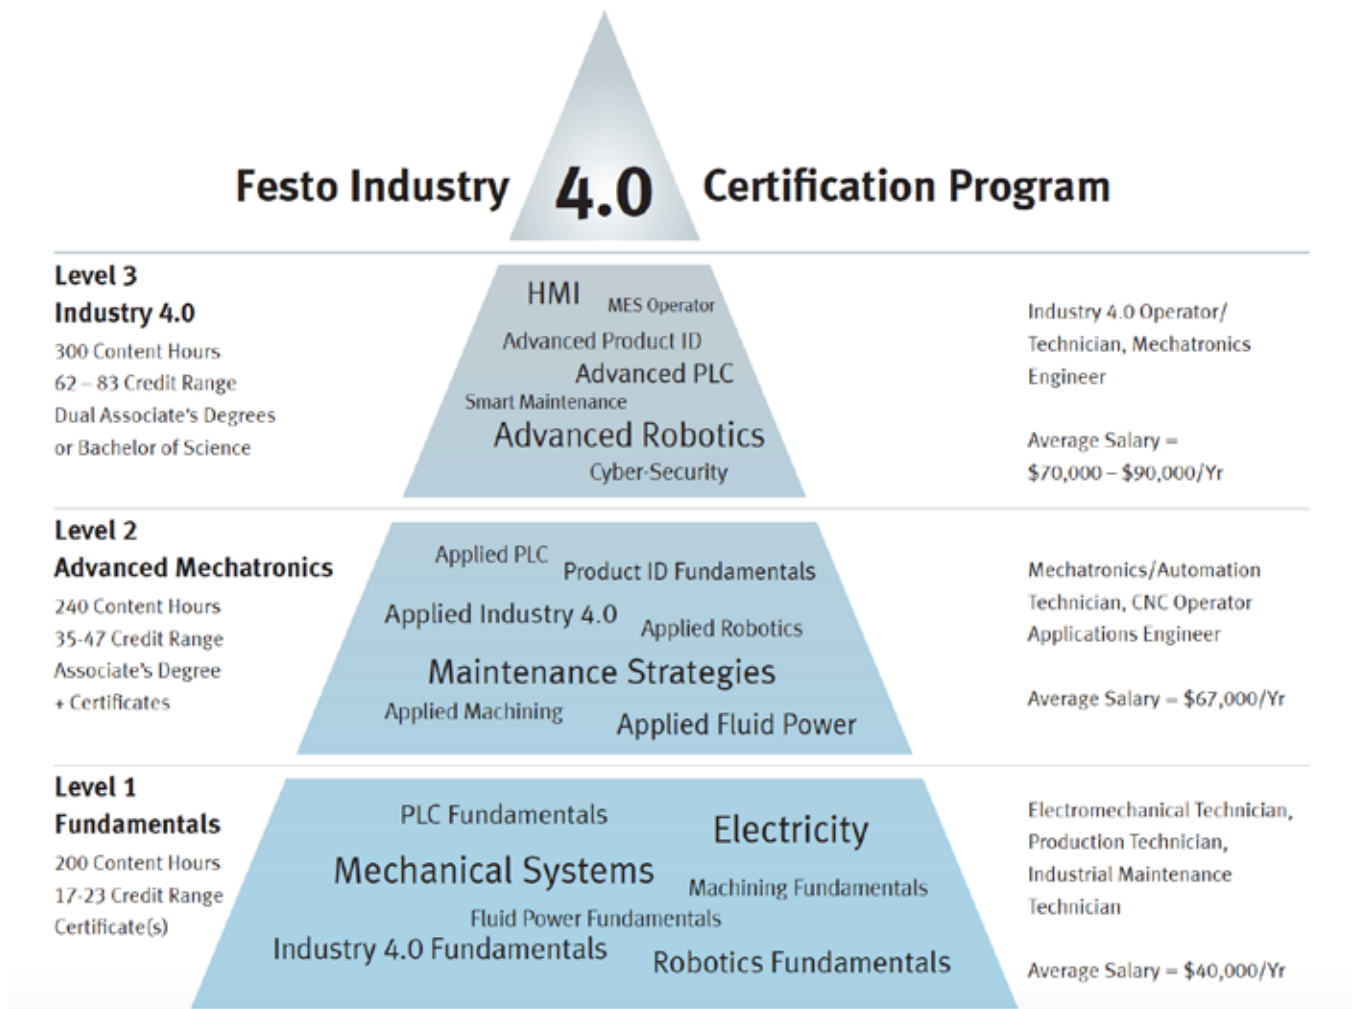 Festo Industry 4.0 Certification Program
Level 3
Industry 4.0
300 Content Hours
62 – 83 Credit Range
Dual Associate's Degrees
or Bachelor of Science
HMI
MES Operator
Advanced Product ID
Advanced PLC
Smart Maintenance
Advanced Robotics
Cyber-Security
Industry 4.0 Operator/
Technician, Mechatronics
Engineer
Average Salary =
$70,000 – $90,000/Yr
Level 2
Advanced Mechatronics
240 Content Hours
35-47 Credit Range
Associate's Degree
+ Certificates
Applied PLC
Product ID Fundamentals
Applied Industry 4.0
Applied Robotics
Maintenance Strategies
Applied Machining
Applied Fluid Power
Mechatronics/Automation
Technician, CNC Operator
Applications Engineer
Average Salary = $67,000/Yr
Level 1
Fundamentals
200 Content Hours
17-23 Credit Range
Certificate(s)
PLC Fundamentals
Electricity
Mechanical Systems
Machining Fundamentals
Fluid Power Fundamentals
Industry 4.0 Fundamentals
Robotics Fundamentals
Electromechanical Technician,
Production Technician,
Industrial Maintenance
Technician
Average Salary = $40,000/Yr